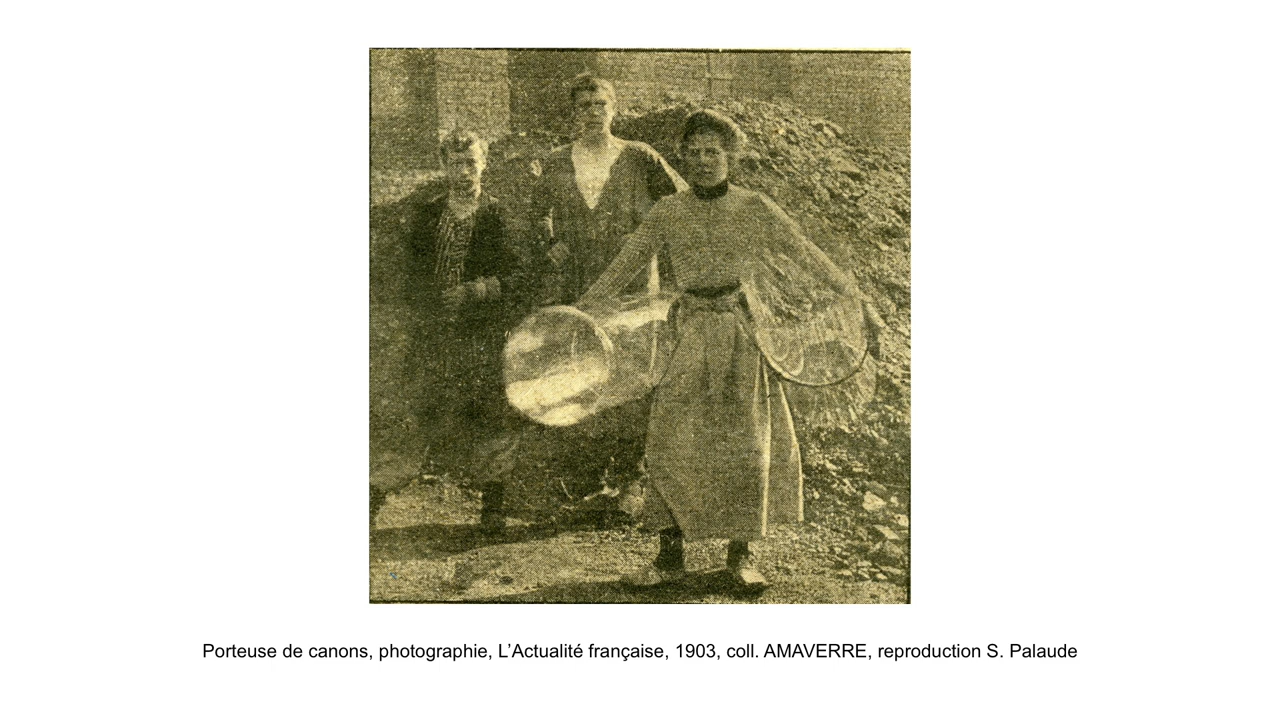 Porteuse de canons, photographie, L’Actualité française, 1903, coll. AMAVERRE, reproduction S. Palaude